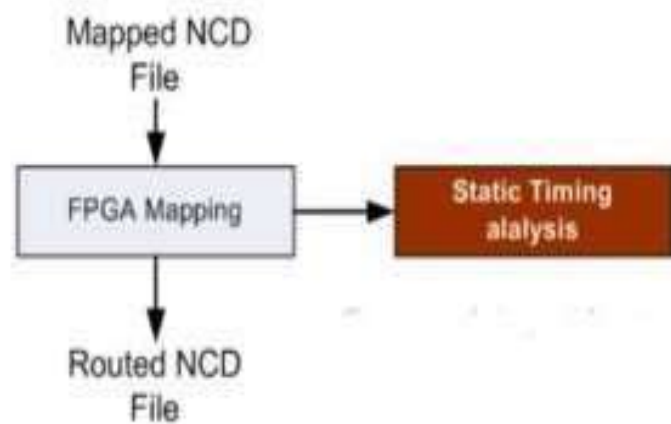 Mapped NCD
File
FPGA Mapping
Static Timing
alalysis
Routed NCD
File